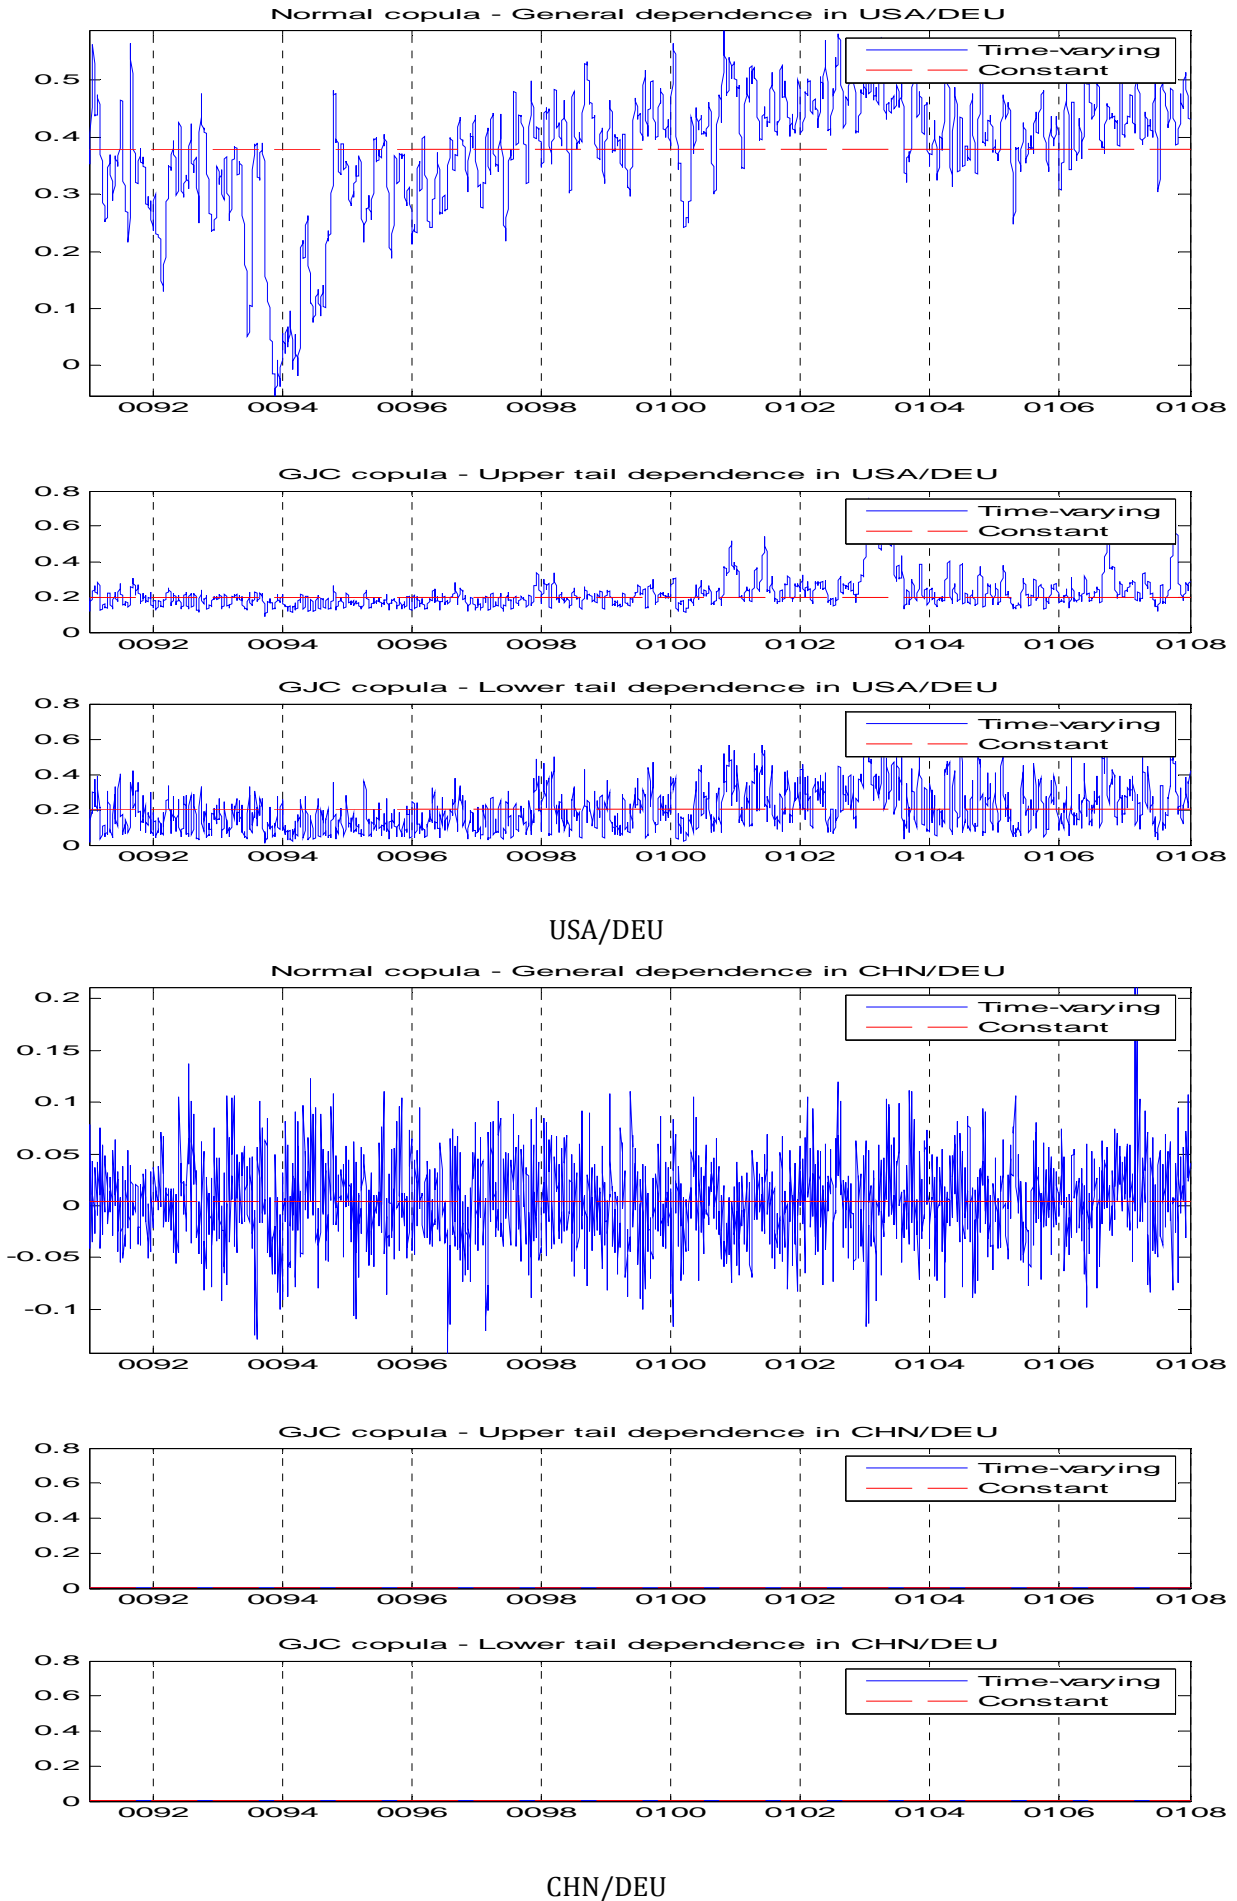 Normal copula - General dependence in USA/DEU
Time-varying
Constant
0.5
0.4
0.3
0.2
0.1
0
0092 0094 0096 0098 0100 0102 0104 0106 0108
GJC copula - Upper tail dependence in USA/DEU
Time-varying
Constant
0.8
0.6
0.4
0.2
0
0092 0094 0096 0098 0100 0102 0104 0106 0108
GJC copula - Lower tail dependence in USA/DEU
Time-varying
Constant
0.8
0.6
0.4
0.2
0
0092 0094 0096 0098 0100 0102 0104 0106 0108
USA/DEU
Normal copula - General dependence in CHN/DEU
Time-varying
Constant
0.2
0.15
0.1
0.05
0
-0.05
-0.1
0092 0094 0096 0098 0100 0102 0104 0106 0108
GJC copula - Upper tail dependence in CHN/DEU
Time-varying
Constant
0.8
0.6
0.4
0.2
0
0092 0094 0096 0098 0100 0102 0104 0106 0108
GJC copula - Lower tail dependence in CHN/DEU
Time-varying
Constant
0.8
0.6
0.4
0.2
0
0092 0094 0096 0098 0100 0102 0104 0106 0108
CHN/DEU